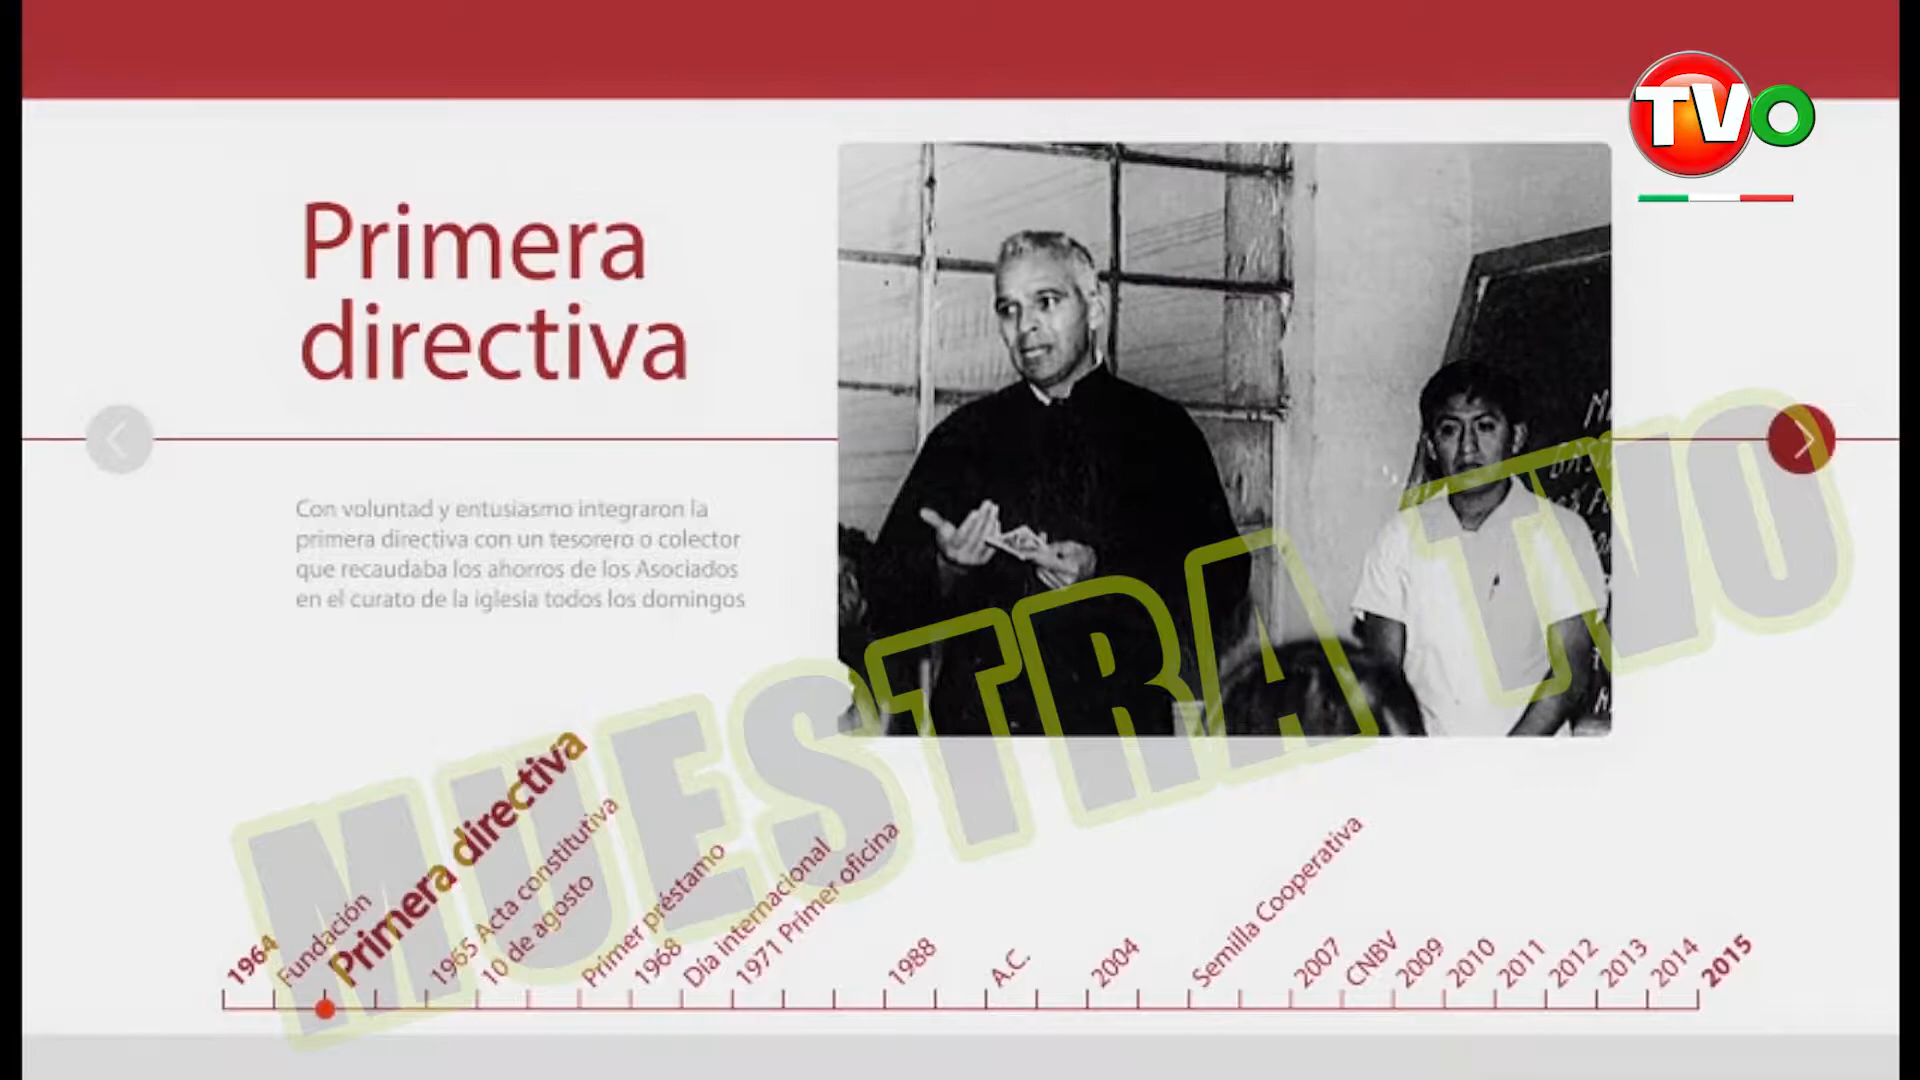 TVO
Primera
directiva
Con voluntad y entusiasmo integraron la
primera directiva con un tesorero o colector
que recaudaba los ahorros de los Asociados
en el curato de la iglesia todos los domingos
MUESTRA TVO
1964
Fundación
Primera directiva
1965 Acta constitutiva
10 de agosto
Primer préstamo
1968
Día internacional
1971 Primer oficina
1988
A.C.
2004
Semilla Cooperativa
2007
CNBV
2009
2010
2011
2012
2013
2014
2015